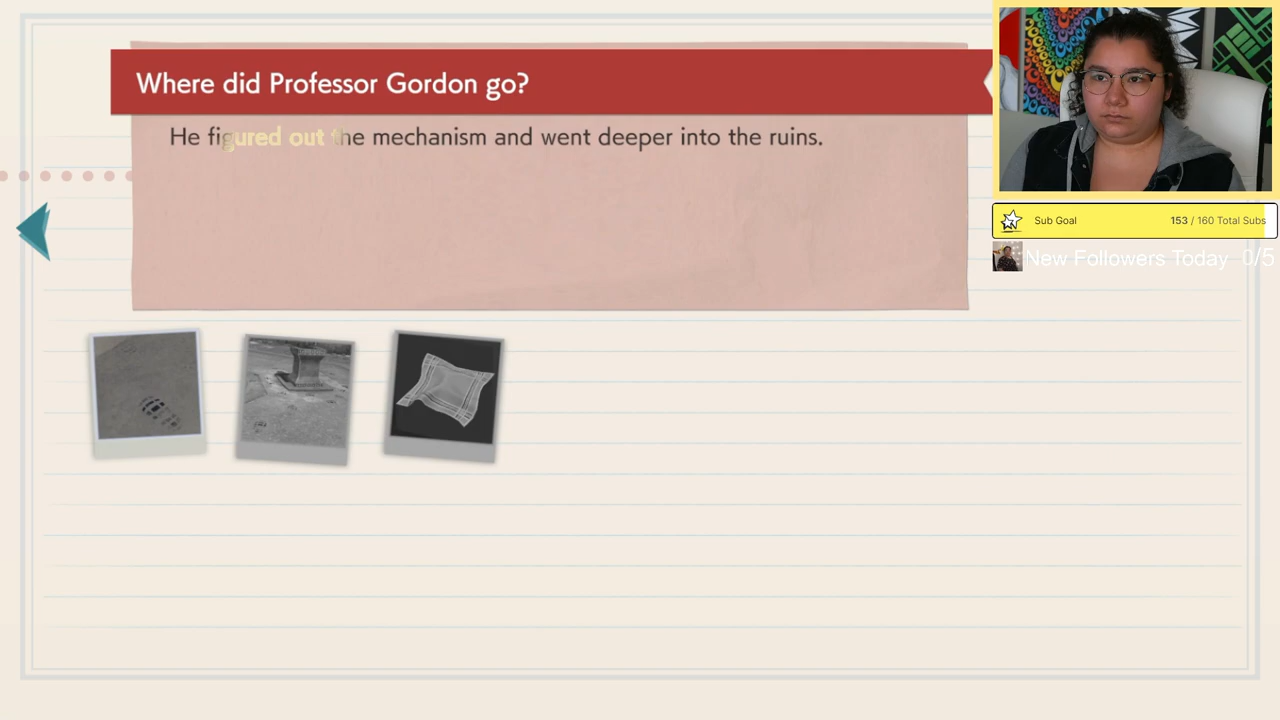 Where did Professor Gordon go?
He figured out the mechanism and went deeper into the ruins.
Sub Goal 153 / 160 Total Subs
New Followers Today 0/5